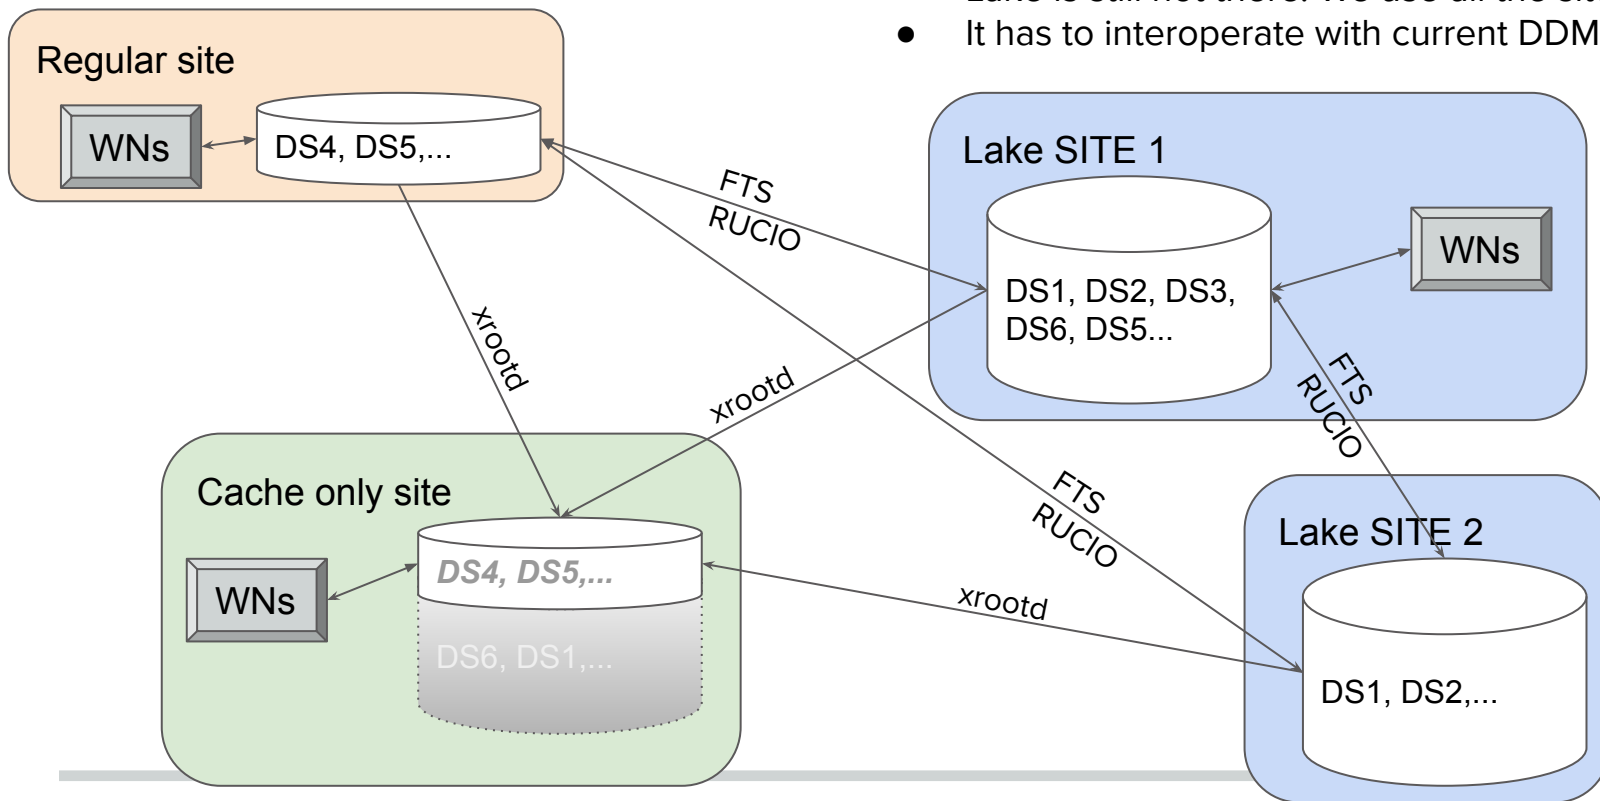 It has to interoperate with current DDM
Regular site
WNs
DS4, DS5,...
Lake SITE 1
DS1, DS2, DS3,
DS6, DS5...
WNs
FTS
RUCIO
xrootd
xrootd
FTS
RUCIO
FTS
RUCIO
Cache only site
WNs
DS4, DS5,...
DS6, DS1,...
xrootd
Lake SITE 2
DS1, DS2,...